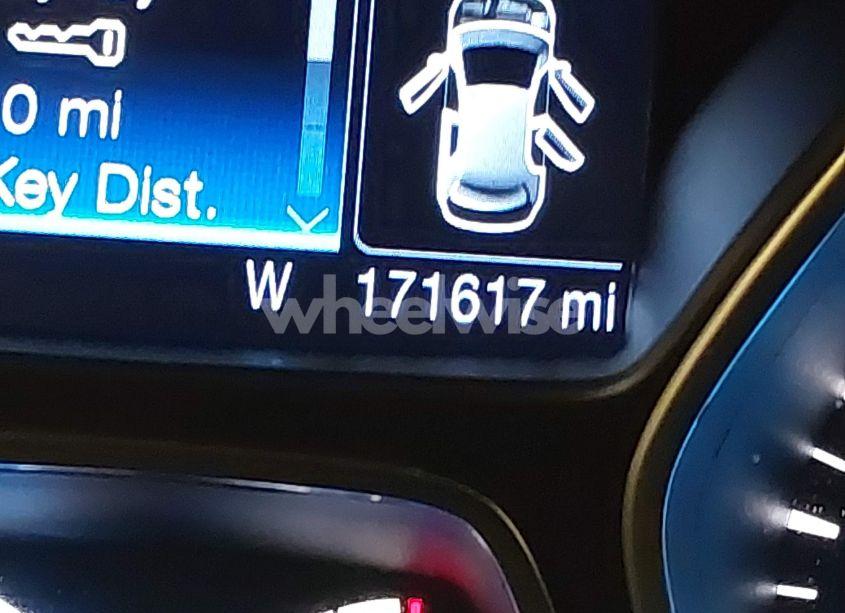 0 mi
Key Dist.
W 171617 mi
wheelwise